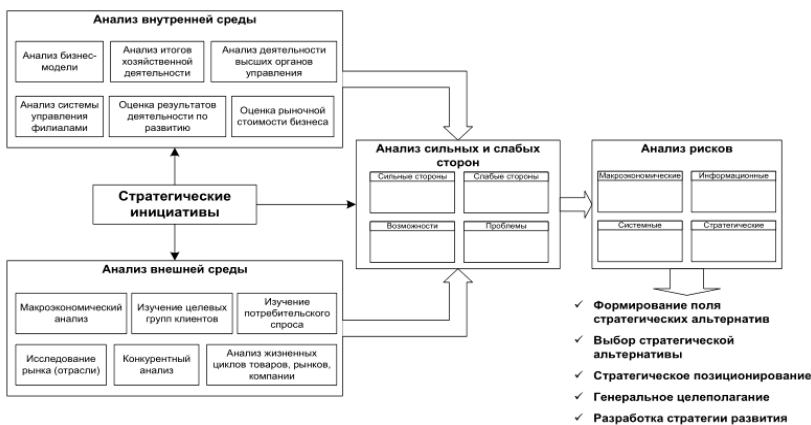 Анализ внутренней среды
Анализ бизнес-
модели
Анализ итогов
хозяйственной
деятельности
Анализ деятельности
высших органов
управления
Анализ системы
управления
филиалами
Оценка результатов
деятельности по
развитию
Оценка рыночной
стоимости бизнеса
Стратегические
инициативы
Анализ внешней среды
Макроэкономический
анализ
Изучение целевых
групп клиентов
Изучение
потребительского
спроса
Исследование
рынка (отрасли)
Конкурентный
анализ
Анализ жизненных
циклов товаров, рынков,
компании
Анализ сильных и слабых
сторон
Сильные стороны
Слабые стороны
Возможности
Проблемы
Анализ рисков
Макроэкономические
Информационные
Системные
Стратегические
✓ Формирование поля
стратегических альтернатив
✓ Выбор стратегической
альтернативы
✓ Стратегическое позиционирование
✓ Генеральное целеполагание
✓ Разработка стратегии развития